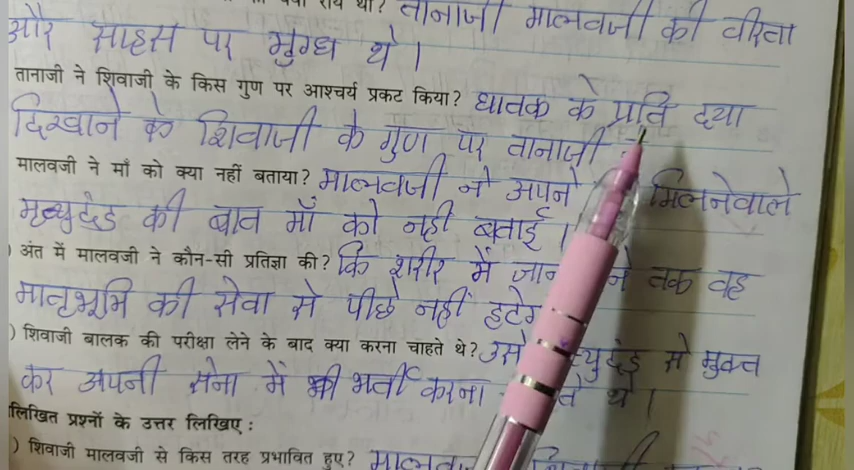 राय थी? तानाजी मालवजी की वीरता
और साहस पर मुग्ध थे।
तानाजी ने शिवाजी के किस गुण पर आश्चर्य प्रकट किया? घातक के प्रति दया
दिखाने के शिवाजी के गुण पर तानाजी
मालवजी ने माँ को क्या नहीं बताया? मालवजी ने अपने मिलनेवाले
मृत्युदंड की बात माँ को नहीं बताई।
) अंत में मालवजी ने कौन-सी प्रतिज्ञा की? कि शरीर में जान तक वह
मातृभूमि की सेवा से पीछे नहीं
) शिवाजी बालक की परीक्षा लेने के बाद क्या करना चाहते थे? उसे से मुक्त
कर अपनी सेना में भर्ती करना थे।
लिखित प्रश्नों के उत्तर लिखिए :
) शिवाजी मालवजी से किस तरह प्रभावित हुए?